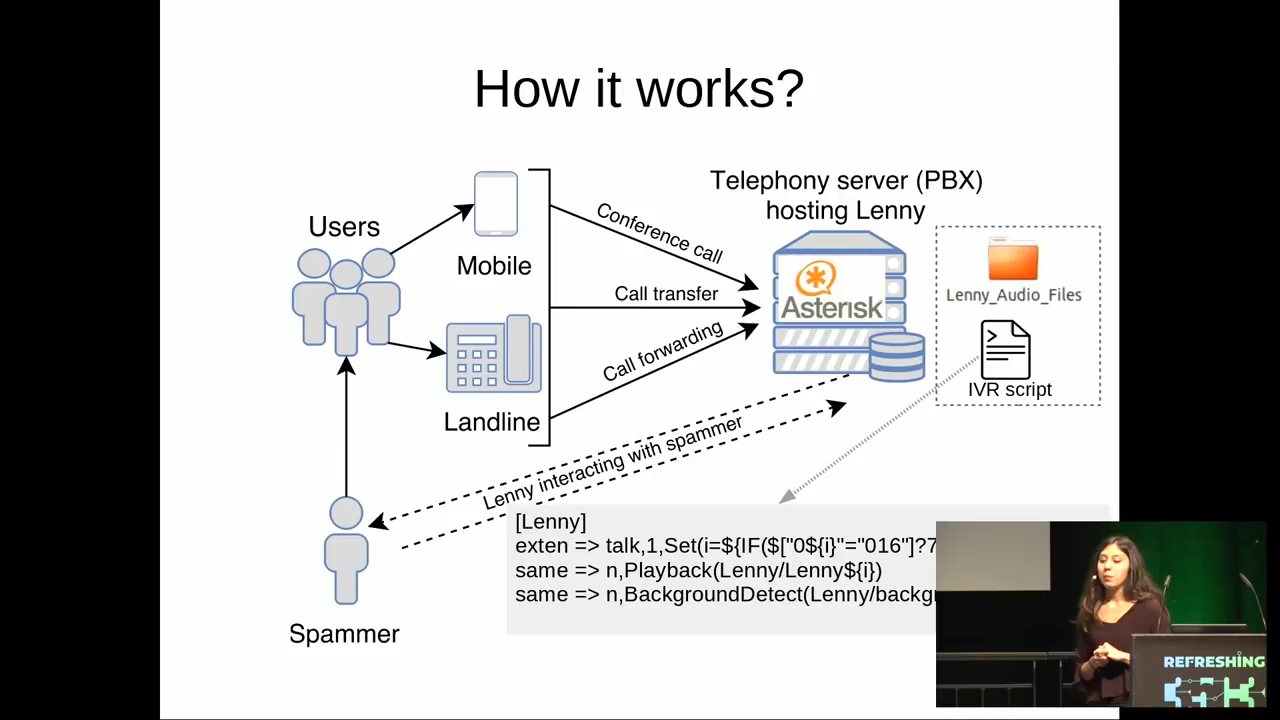 How it works?
Telephony server (PBX)
hosting Lenny
Users
Mobile
Landline
Spammer
Conference call
Call transfer
Call forwarding
Asterisk
Lenny_Audio_Files
IVR script
Lenny interacting with spammer
[Lenny]
exten => talk,1,Set(i=${IF($["0${i}"="016"]?7
same => n,Playback(Lenny/Lenny${i})
same => n,BackgroundDetect(Lenny/backgr
REFRESHING